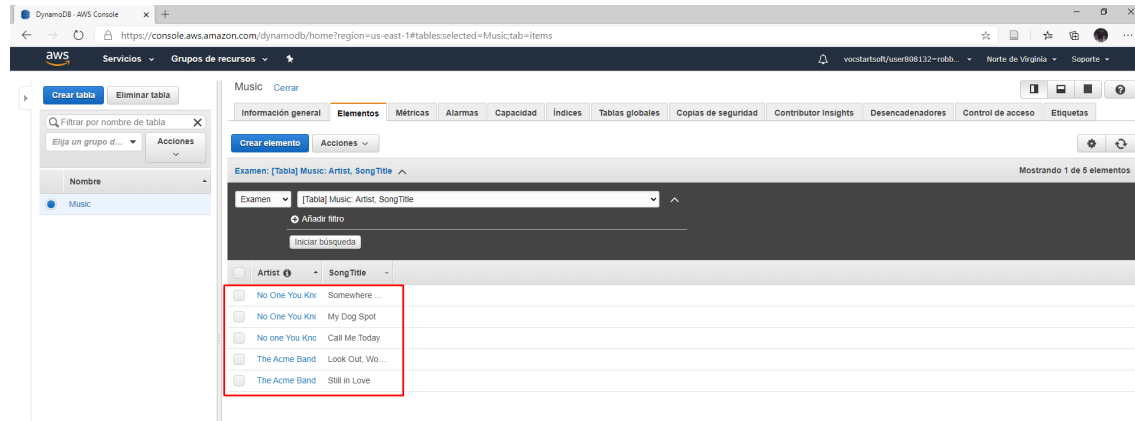 DynamoDB - AWS Console
https://console.aws.amazon.com/dynamodb/home?region=us-east-1#tables:selected=Music;tab=items
aws Servicios Grupos de recursos vocstartsoft/user808132=robb... Norte de Virginia Soporte
Crear tabla Eliminar tabla
Filtrar por nombre de tabla X
Elija un grupo d... Acciones
Nombre
Music
Music Cerrar
Información general Elementos Métricas Alarmas Capacidad Índices Tablas globales Copias de seguridad Contributor Insights Desencadenadores Control de acceso Etiquetas
Crear elemento Acciones
Examen: [Tabla] Music: Artist, SongTitle Mostrando 1 de 5 elementos
Examen [Tabla] Music: Artist, SongTitle
Añadir filtro
Iniciar búsqueda
Artist SongTitle
No One You Knc Somewhere ...
No One You Knc My Dog Spot
No one You Knc Call Me Today
The Acme Band Look Out, Wo...
The Acme Band Still in Love